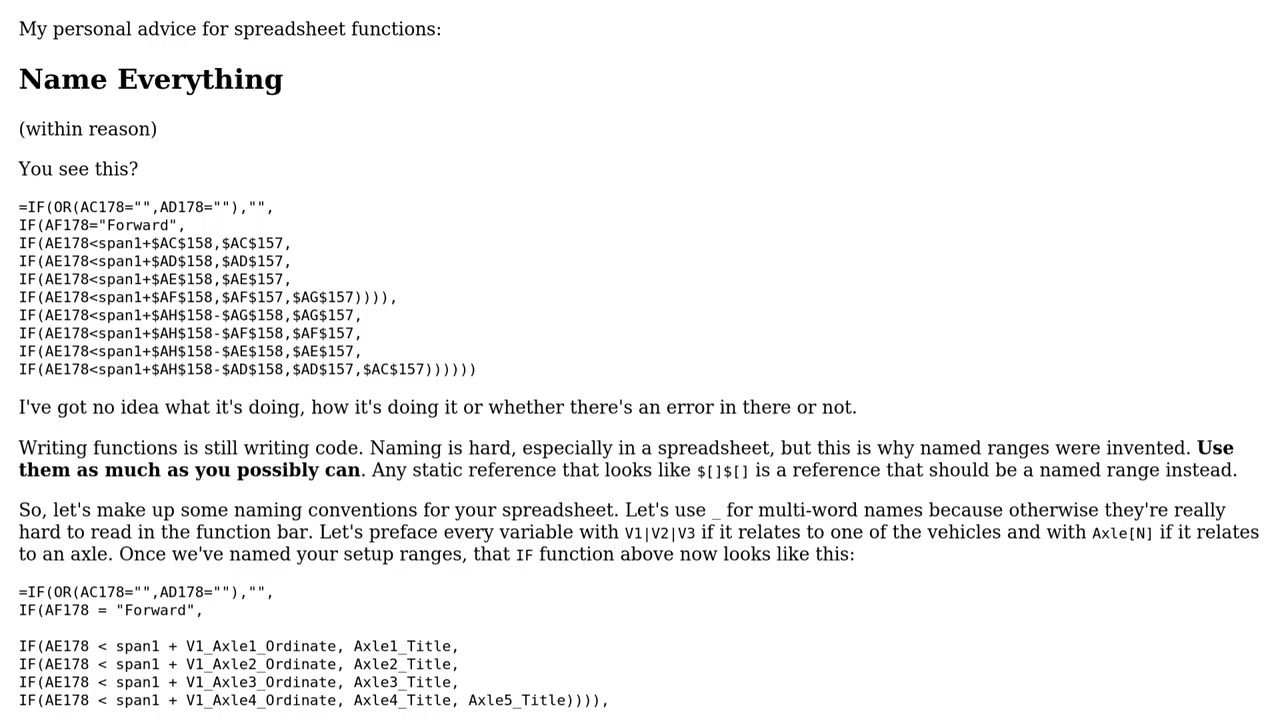 My personal advice for spreadsheet functions:
Name Everything
(within reason)
You see this?
=IF(OR(AC178="",AD178=""),"",
IF(AF178="Forward",
IF(AE178<span1+$AC$158,$AC$157,
IF(AE178<span1+$AD$158,$AD$157,
IF(AE178<span1+$AE$158,$AE$157,
IF(AE178<span1+$AF$158,$AF$157,$AG$157)))),
IF(AE178<span1+$AH$158-$AG$158,$AG$157,
IF(AE178<span1+$AH$158-$AF$158,$AF$157,
IF(AE178<span1+$AH$158-$AE$158,$AE$157,
IF(AE178<span1+$AH$158-$AD$158,$AD$157,$AC$157))))))
I've got no idea what it's doing, how it's doing it or whether there's an error in there or not.
Writing functions is still writing code. Naming is hard, especially in a spreadsheet, but this is why named ranges were invented. Use
them as much as you possibly can. Any static reference that looks like $[]$[] is a reference that should be a named range instead.
So, let's make up some naming conventions for your spreadsheet. Let's use _ for multi-word names because otherwise they're really
hard to read in the function bar. Let's preface every variable with V1|V2|V3 if it relates to one of the vehicles and with Axle[N] if it relates
to an axle. Once we've named your setup ranges, that IF function above now looks like this:
=IF(OR(AC178="",AD178=""),"",
IF(AF178 = "Forward",
IF(AE178 < span1 + V1_Axle1_Ordinate, Axle1_Title,
IF(AE178 < span1 + V1_Axle2_Ordinate, Axle2_Title,
IF(AE178 < span1 + V1_Axle3_Ordinate, Axle3_Title,
IF(AE178 < span1 + V1_Axle4_Ordinate, Axle4_Title, Axle5_Title)))),